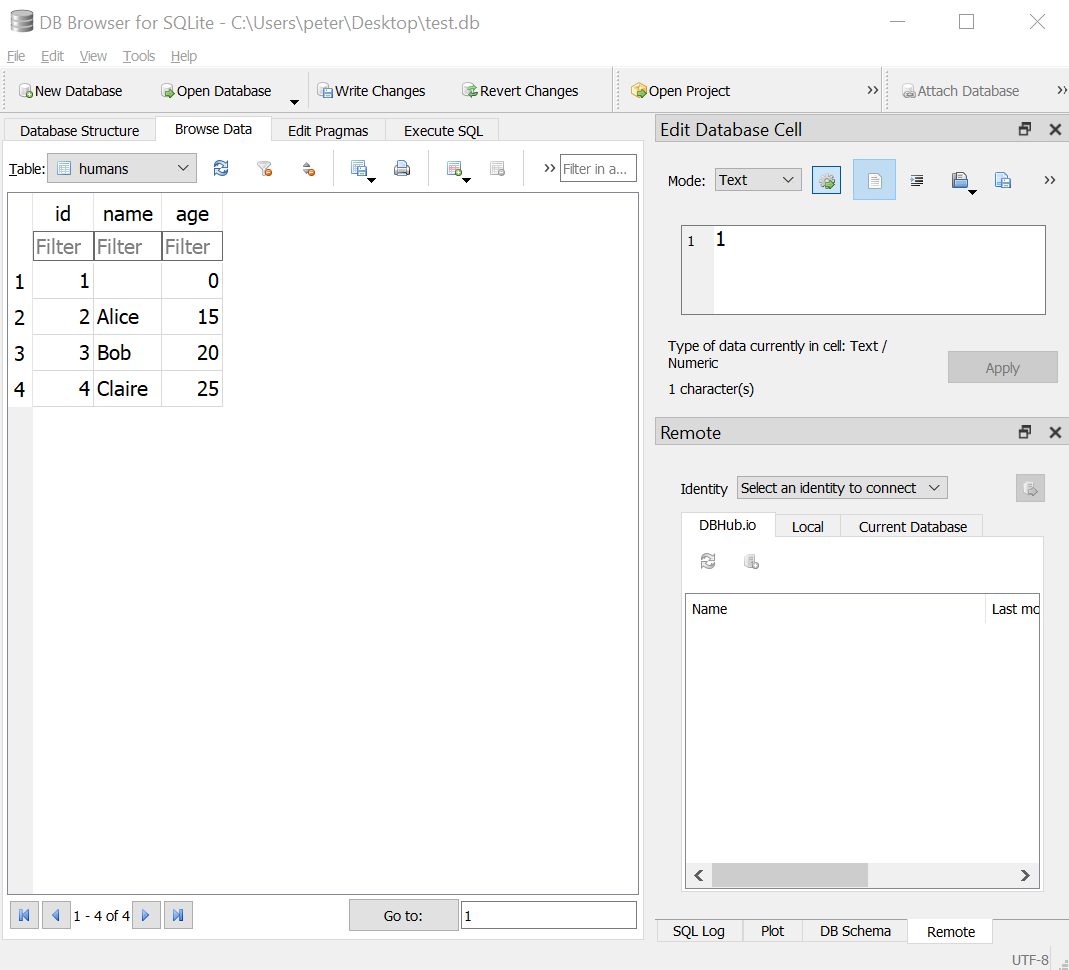 DB Browser for SQLite - C:\Users\peter\Desktop\test.db
File Edit View Tools Help
New Database Open Database Write Changes Revert Changes Open Project >> Attach Database >>
Database Structure Browse Data Edit Pragmas Execute SQL
Table: humans >> Filter in a...
id name age
Filter Filter Filter
1 1 0
2 2 Alice 15
3 3 Bob 20
4 4 Claire 25
1 - 4 of 4 Go to: 1
Edit Database Cell
Mode: Text >>
1 1
Type of data currently in cell: Text /
Numeric
1 character(s)
Apply
Remote
Identity Select an identity to connect
DBHub.io Local Current Database
Name Last mo
SQL Log Plot DB Schema Remote
UTF-8